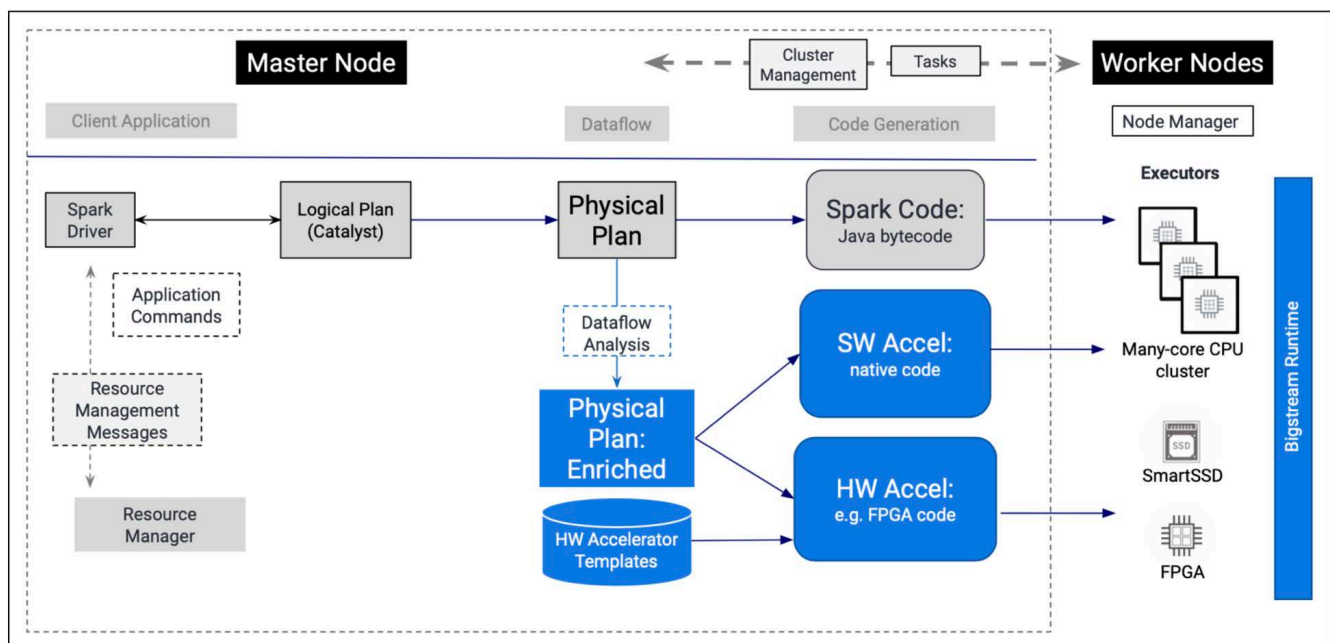 Master Node
Cluster
Management
Tasks
Worker Nodes
Client Application
Dataflow
Code Generation
Node Manager
Executors
Spark
Driver
Logical Plan
(Catalyst)
Physical
Plan
Spark Code:
Java bytecode
Application
Commands
Dataflow
Analysis
SW Accel:
native code
Many-core CPU
cluster
Resource
Management
Messages
Physical
Plan:
Enriched
SSD
SmartSSD
HW Accel:
e.g. FPGA code
Resource
Manager
HW Accelerator
Templates
FPGA
Bigstream Runtime